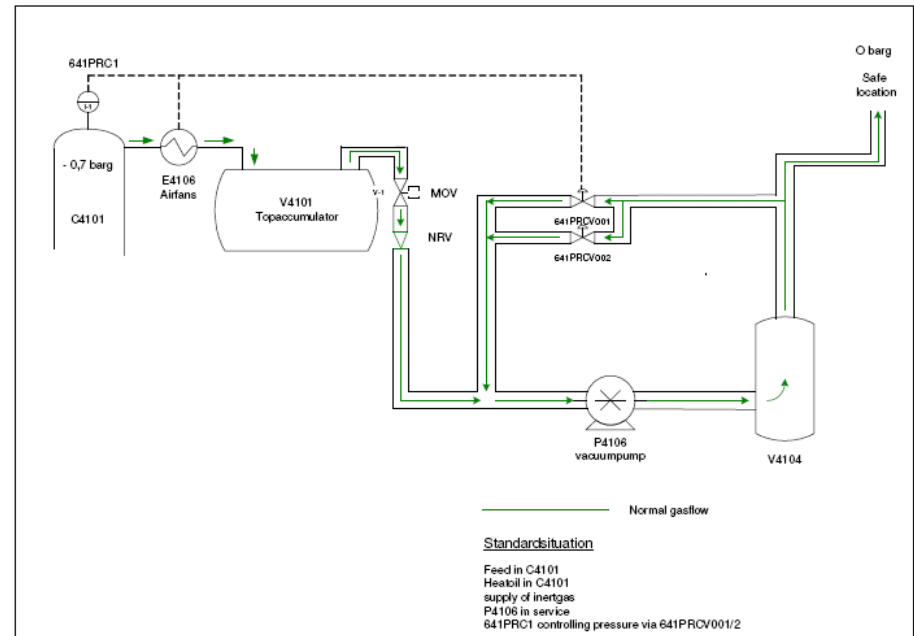 641PRC1
I-1
- 0,7 barg
C4101
E4106
Airfans
V4101
Topaccumulator
V-1
MOV
NRV
641PRCV001
641PRCV002
O barg
Safe
location
P4106
vacuumpump
V4104
Normal gasflow
Standardsituation
Feed in C4101
Heatoil in C4101
supply of inertgas
P4106 in service
641PRC1 controlling pressure via 641PRCV001/2